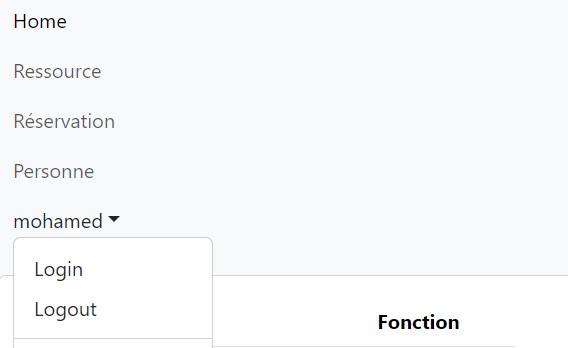 Home
Ressource
Réservation
Personne
mohamed
Login
Logout
Fonction